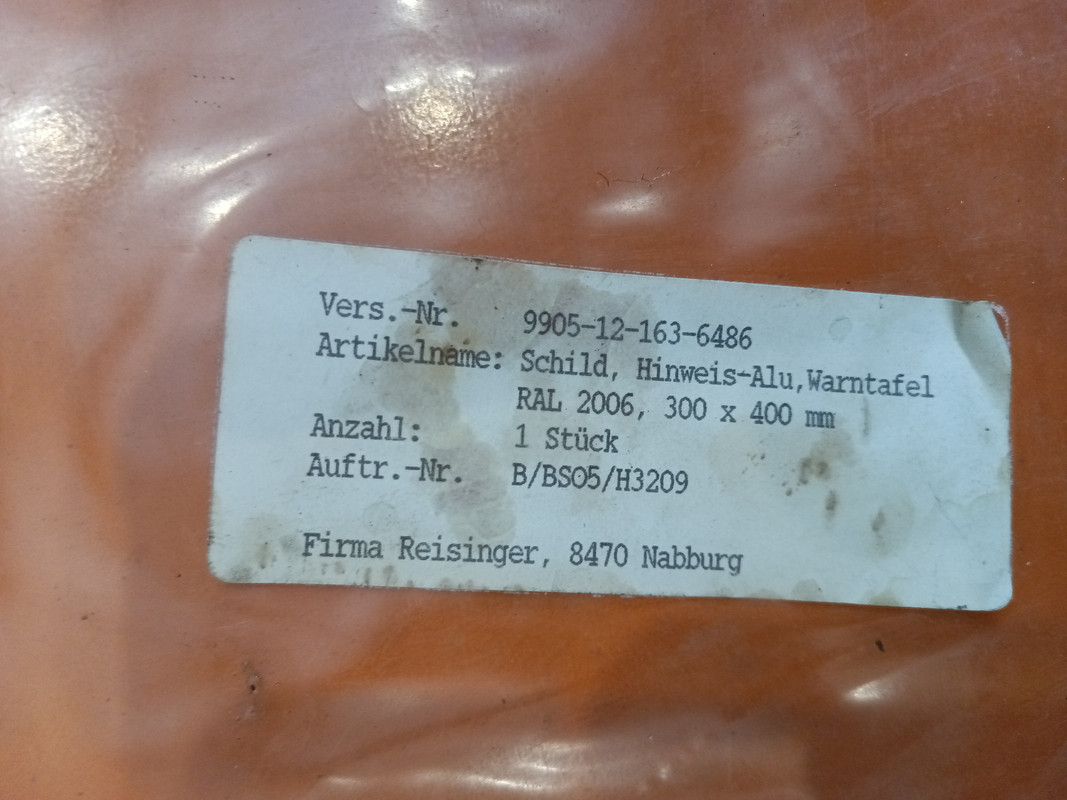 Vers.-Nr. 9905-12-163-6486
Artikelname: Schild, Hinweis-Alu,Warntafel
RAL 2006, 300 x 400 mm
Anzahl: 1 Stück
Auftr.-Nr. B/BSO5/H3209
Firma Reisinger, 8470 Nabburg